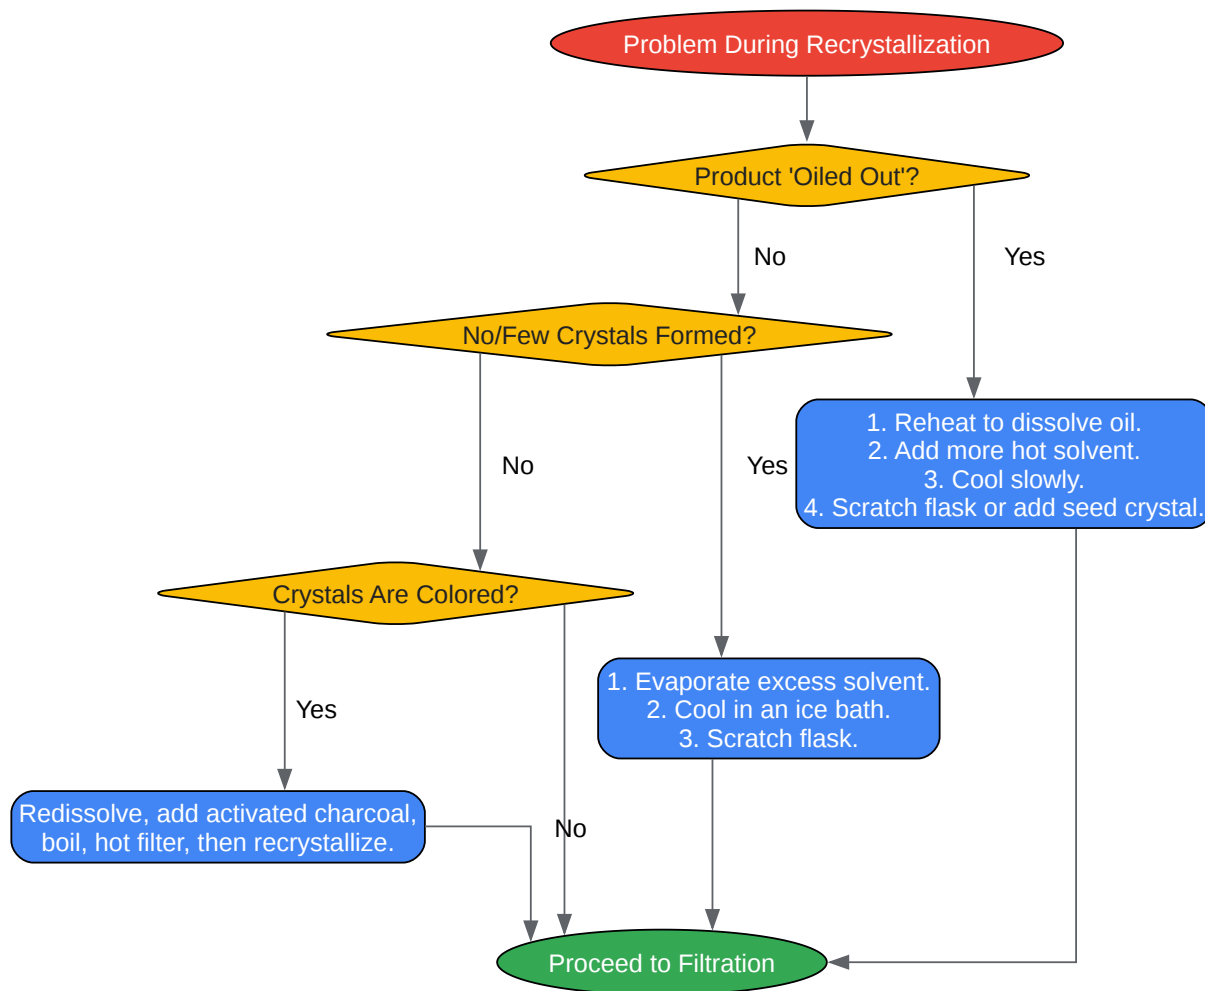 Problem During Recrystallization
Product 'Oiled Out'?
No
Yes
No/Few Crystals Formed?
1. Reheat to dissolve oil.
2. Add more hot solvent.
3. Cool slowly.
4. Scratch flask or add seed crystal.
No
Yes
Crystals Are Colored?
1. Evaporate excess solvent.
2. Cool in an ice bath.
3. Scratch flask.
Yes
Redissolve, add activated charcoal,
boil, hot filter, then recrystallize.
No
Proceed to Filtration